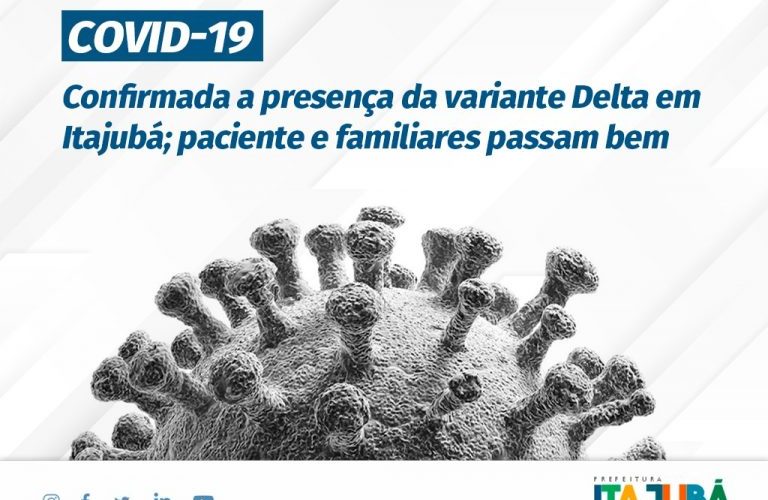 COVID-19
Confirmada a presença da variante Delta em
Itajubá; paciente e familiares passam bem
PREFEITURA
ITAJUBÁ